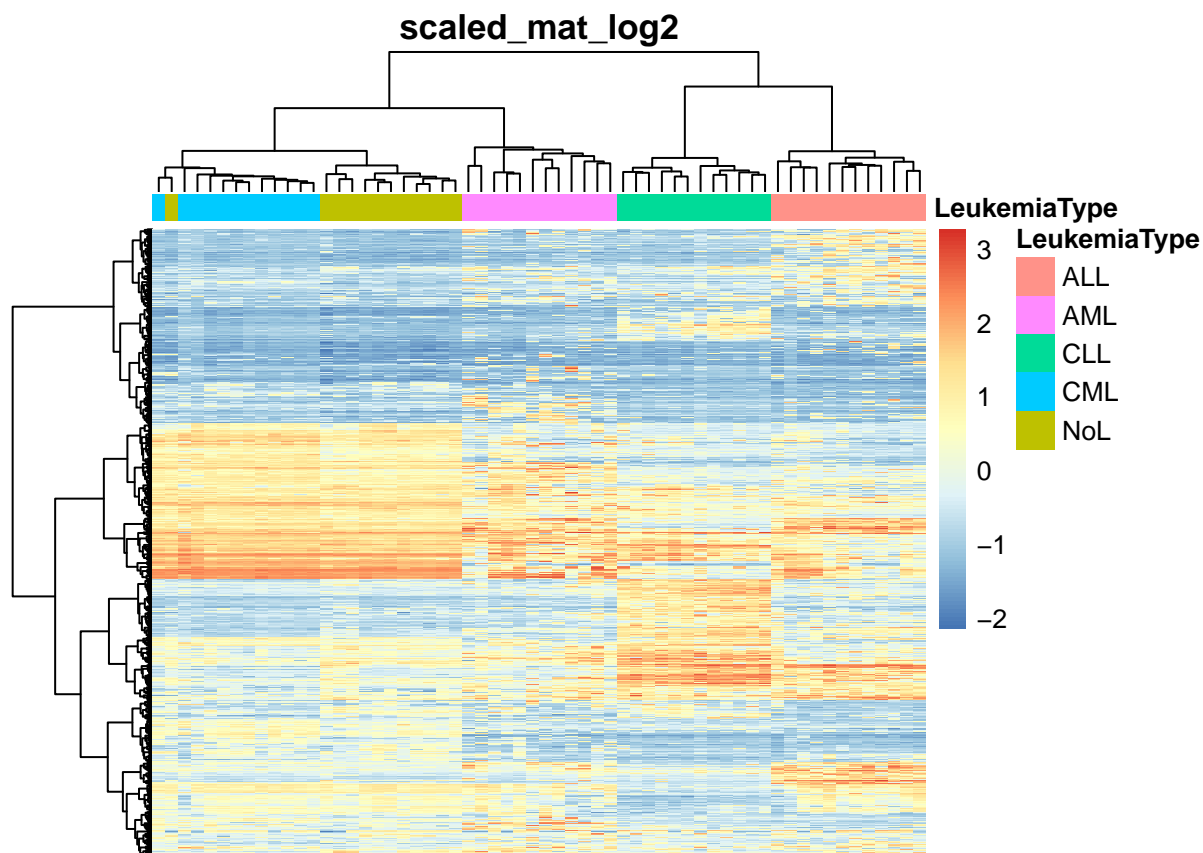 scaled_mat_log2
LeukemiaType
3
2
1
0
−1
−2
LeukemiaType
ALL
AML
CLL
CML
NoL